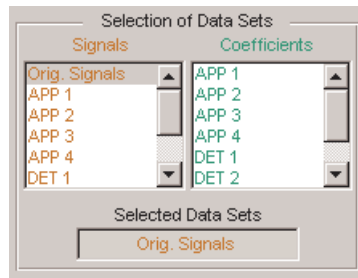 Selection of Data Sets
Signals Coefficients
Orig. Signals APP 1
APP 1 APP 2
APP 2 APP 3
APP 3 APP 4
APP 4 DET 1
DET 1 DET 2
Selected Data Sets
Orig. Signals